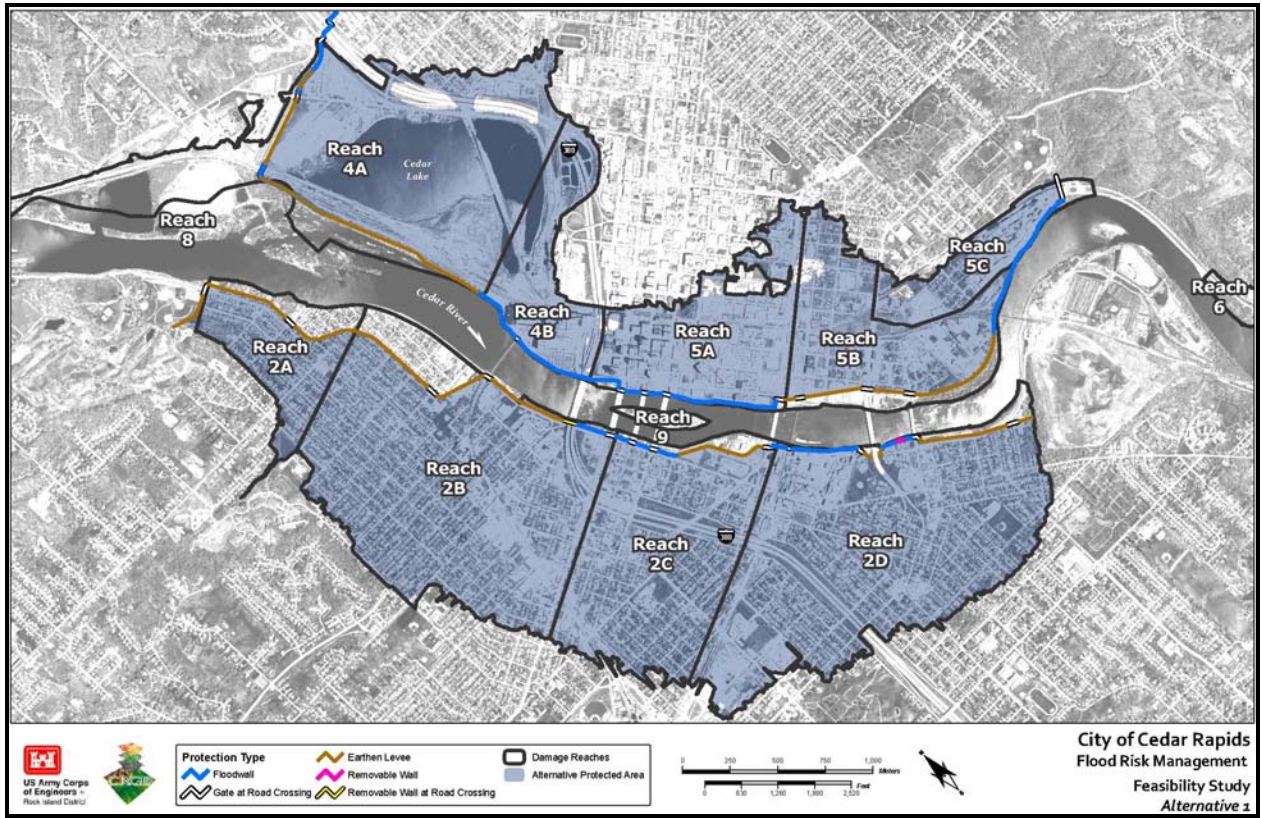 Reach
4A
Cedar
Lake
380
Reach
8
Reach
5C
Reach
6
Cedar River
Reach
4B
Reach
5A
Reach
5B
Reach
2A
Reach
9
Reach
2B
Reach
2C
380
Reach
2D
US Army Corps
of Engineers
Rock Island District
Protection Type
Floodwall
Gate at Road Crossing
Earthen Levee
Removable Wall
Removable Wall at Road Crossing
Damage Reaches
Alternative Protected Area
0 250 500 750 1,000
Meters
0 630 1,260 1,890 2,520
Feet
City of Cedar Rapids
Flood Risk Management
Feasibility Study
Alternative 1